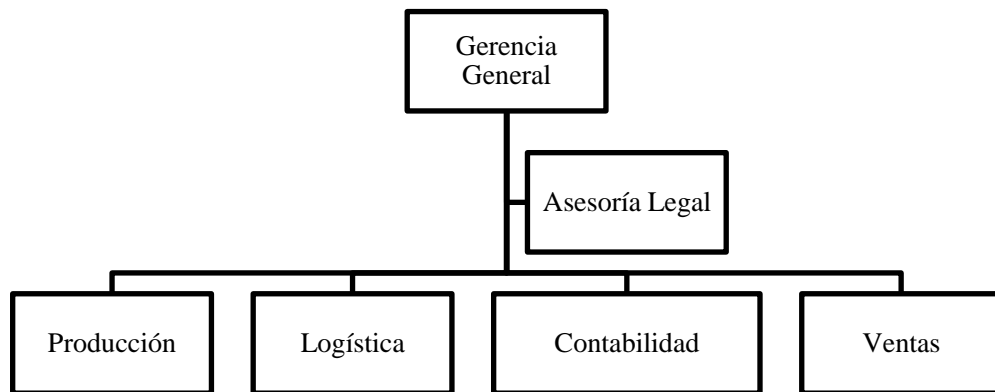 Gerencia
General
Asesoría Legal
Producción
Logística
Contabilidad
Ventas